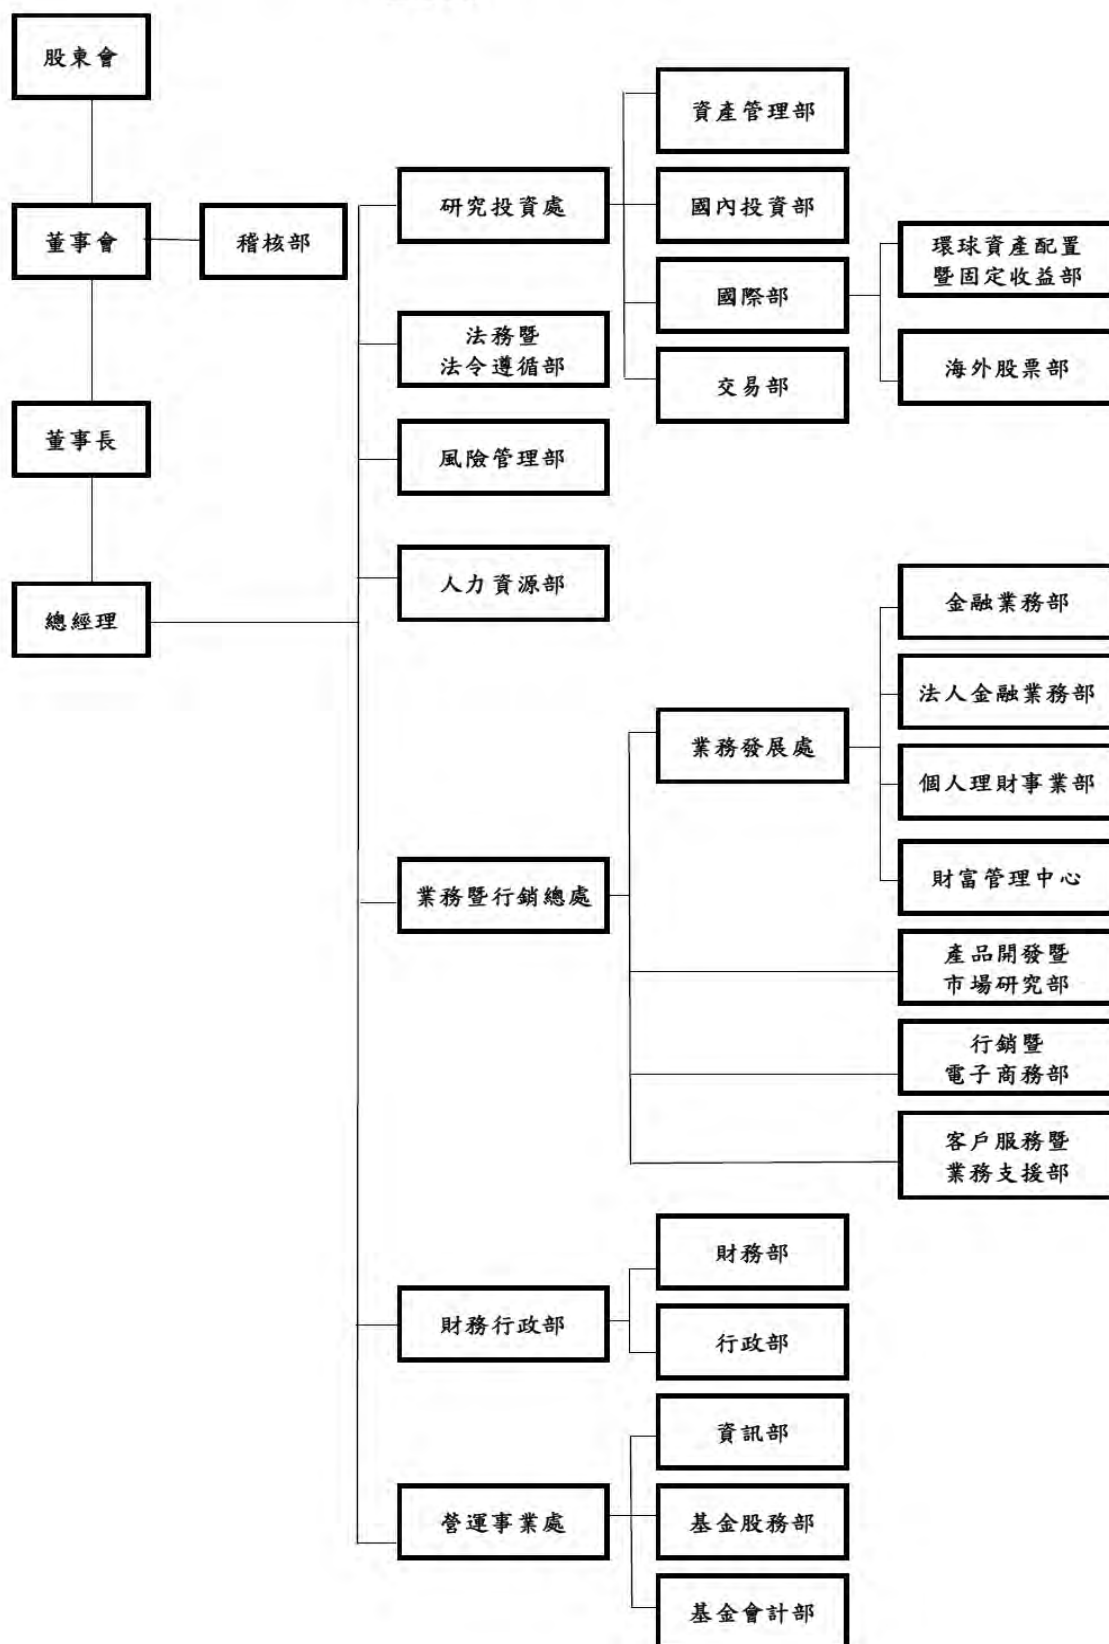 股東會
董事會
稽核部
董事長
總經理
研究投資處
法務暨
法令遵循部
風險管理部
人力資源部
業務暨行銷總處
財務行政部
營運事業處
資產管理部
國內投資部
國際部
交易部
環球資產配置
暨固定收益部
海外股票部
業務發展處
金融業務部
法人金融業務部
個人理財事業部
財富管理中心
產品開發暨
市場研究部
行銷暨
電子商務部
客戶服務暨
業務支援部
財務部
行政部
資訊部
基金股務部
基金會計部